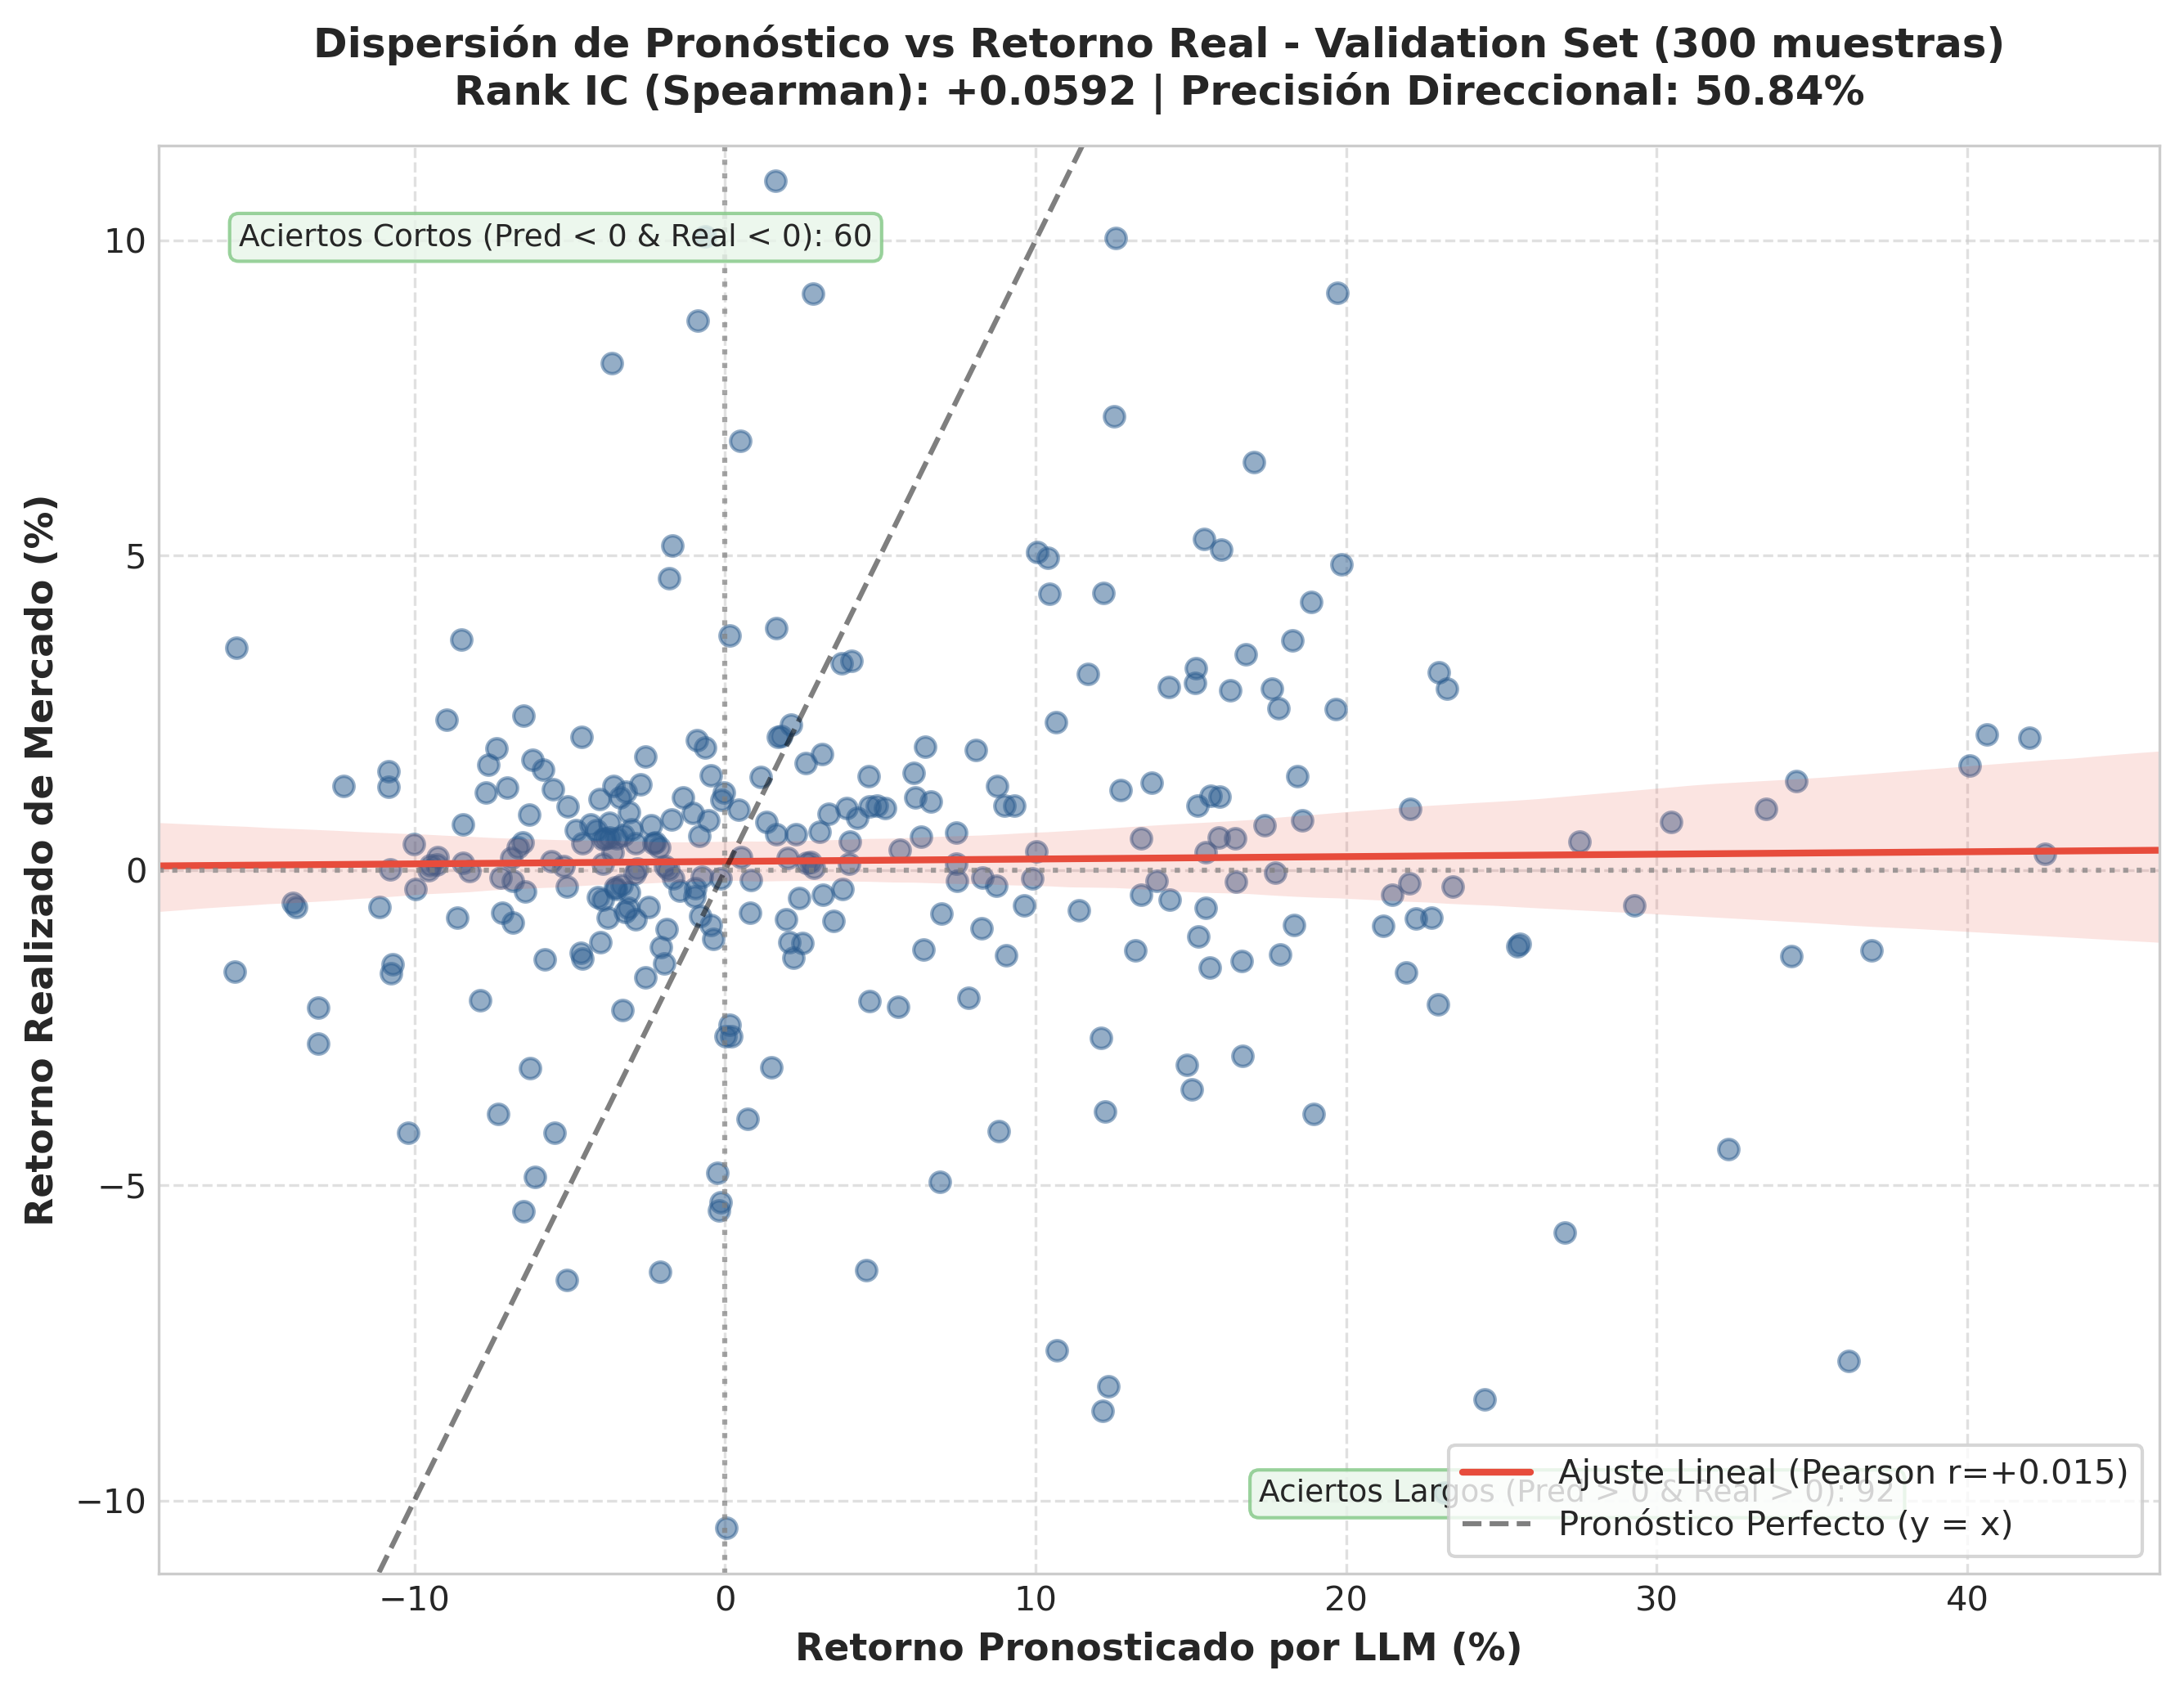 Dispersión de Pronóstico vs Retorno Real - Validation Set (300 muestras)
Rank IC (Spearman): +0.0592 | Precisión Direccional: 50.84%
Aciertos Cortos (Pred < 0 & Real < 0): 60
10
5
0
−5
−10
Retorno Realizado de Mercado (%)
Aciertos Largos (Pred > 0 & Real > 0): 92
Ajuste Lineal (Pearson r=+0.015)
Pronóstico Perfecto (y = x)
−10
0
10
20
30
40
Retorno Pronosticado por LLM (%)